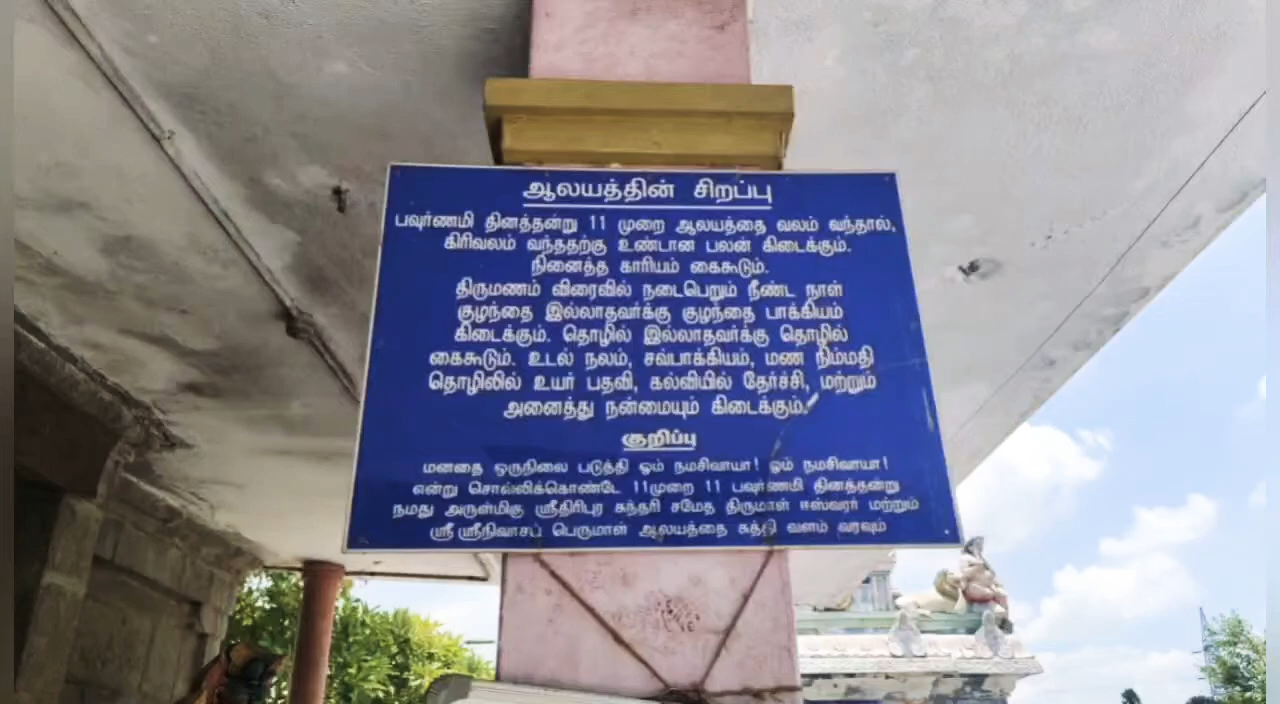 ஆலயத்தின் சிறப்பு
பவுர்ணமி தினத்தன்று 11 முறை ஆலயத்தை வலம் வந்தால்,
கிரிவலம் வந்ததற்கு உண்டான பலன் கிடைக்கும்.
நினைத்த காரியம் கைகூடும்.
திருமணம் விரைவில் நடைபெறும் நீண்ட நாள்
குழந்தை இல்லாதவர்க்கு குழந்தை பாக்கியம்
கிடைக்கும். தொழில் இல்லாதவர்க்கு தொழில்
கைகூடும். உடல் நலம், சவ்பாக்கியம், மண நிம்மதி
தொழிலில் உயர் பதவி, கல்வியில் தேர்ச்சி, மற்றும்
அனைத்து நன்மையும் கிடைக்கும்.
குறிப்பு
மனதை ஒருநிலை படுத்தி ஓம் நமசிவாயா! ஓம் நமசிவாயா!
என்று சொல்லிக்கொண்டே 11முறை 11 பவுர்ணமி தினத்தன்று
நமது அருள்மிகு ஸ்ரீதிரிபுர சுந்தரி சமேத திருமாள் ஈஸ்வரர் மற்றும்
ஸ்ரீ ஸ்ரீநிவாசப் பெருமாள் ஆலயத்தை சுத்தி வளம் வரவும்